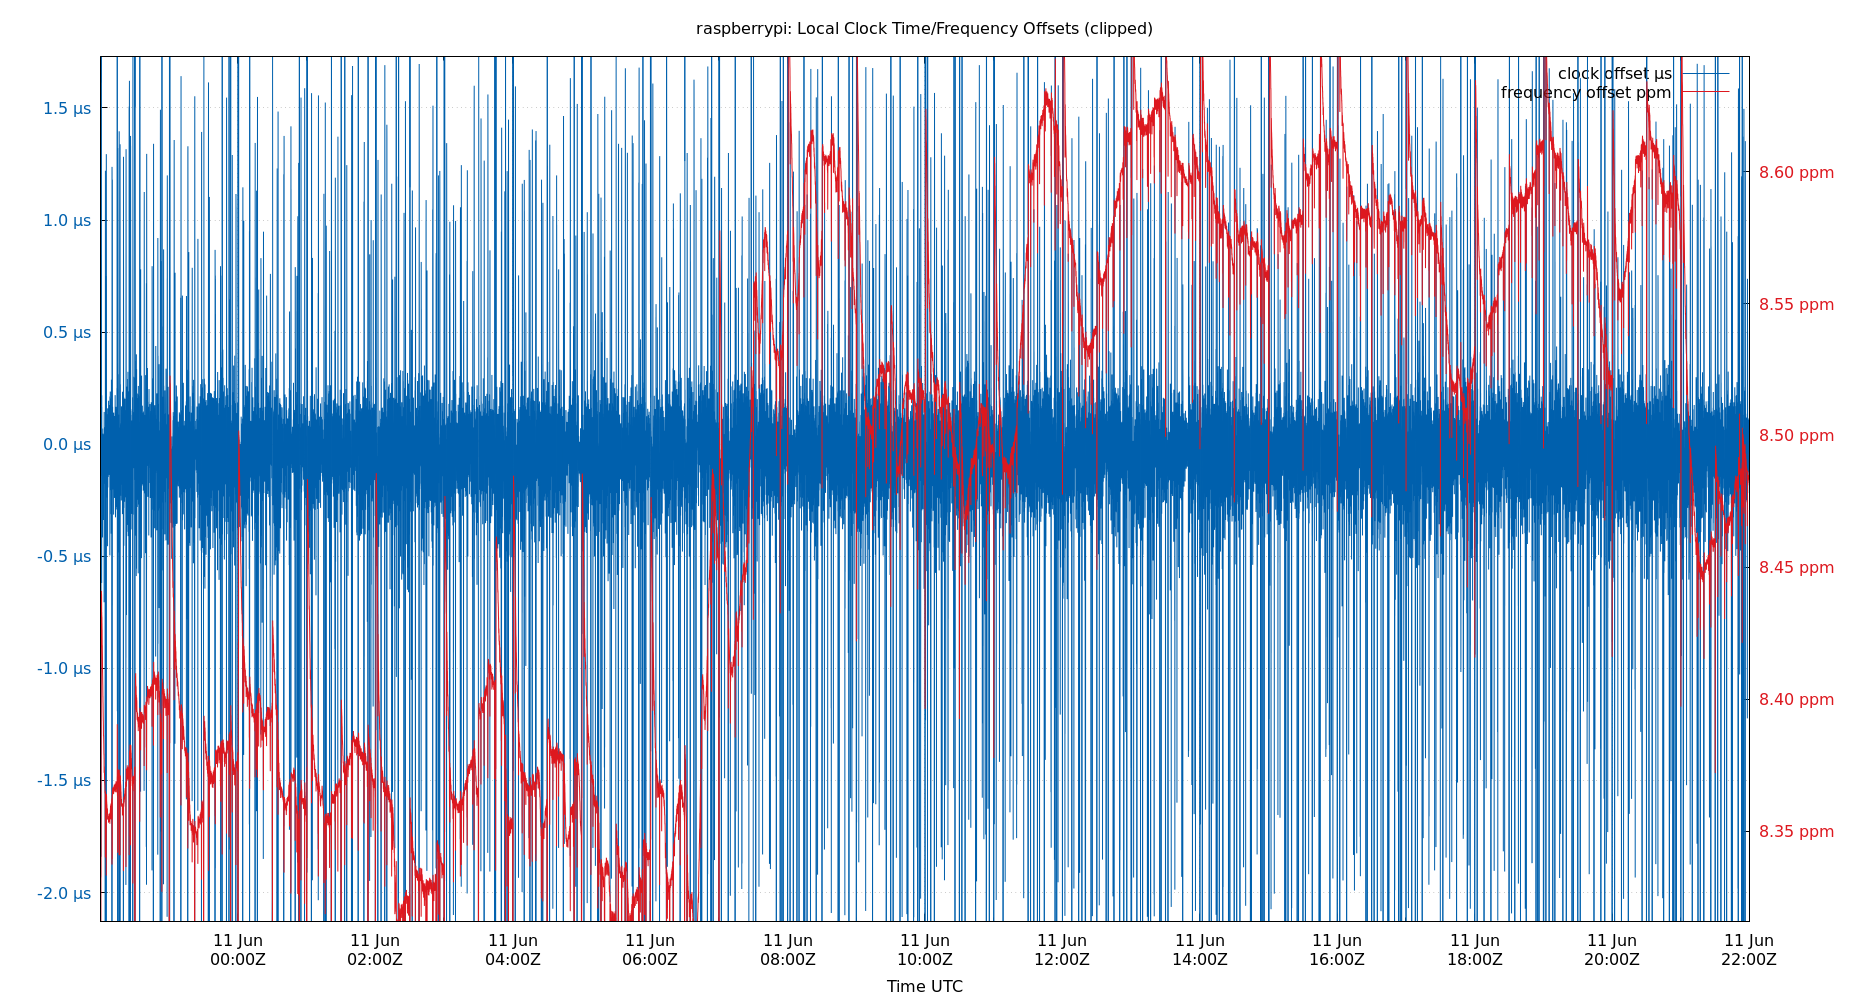 raspberrypi: Local Clock Time/Frequency Offsets (clipped)
clock offset µs
frequency offset ppm
1.5 µs
1.0 µs
0.5 µs
0.0 µs
-0.5 µs
-1.0 µs
-1.5 µs
-2.0 µs
8.60 ppm
8.55 ppm
8.50 ppm
8.45 ppm
8.40 ppm
8.35 ppm
11 Jun 11 Jun 11 Jun 11 Jun 11 Jun 11 Jun 11 Jun 11 Jun 11 Jun 11 Jun 11 Jun 11 Jun
00:00Z 02:00Z 04:00Z 06:00Z 08:00Z 10:00Z 12:00Z 14:00Z 16:00Z 18:00Z 20:00Z 22:00Z
Time UTC